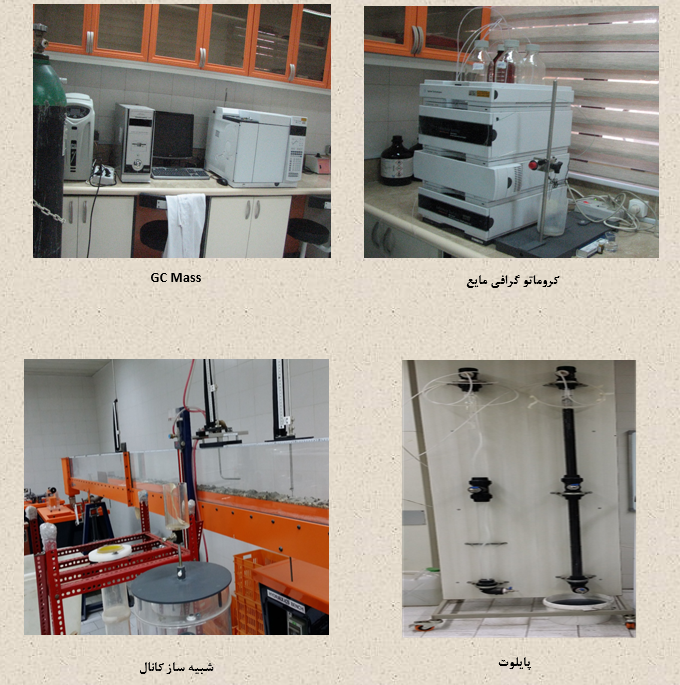 GC Mass
کروماتو گرافی مایع
شبیه ساز کانال
پایلوت